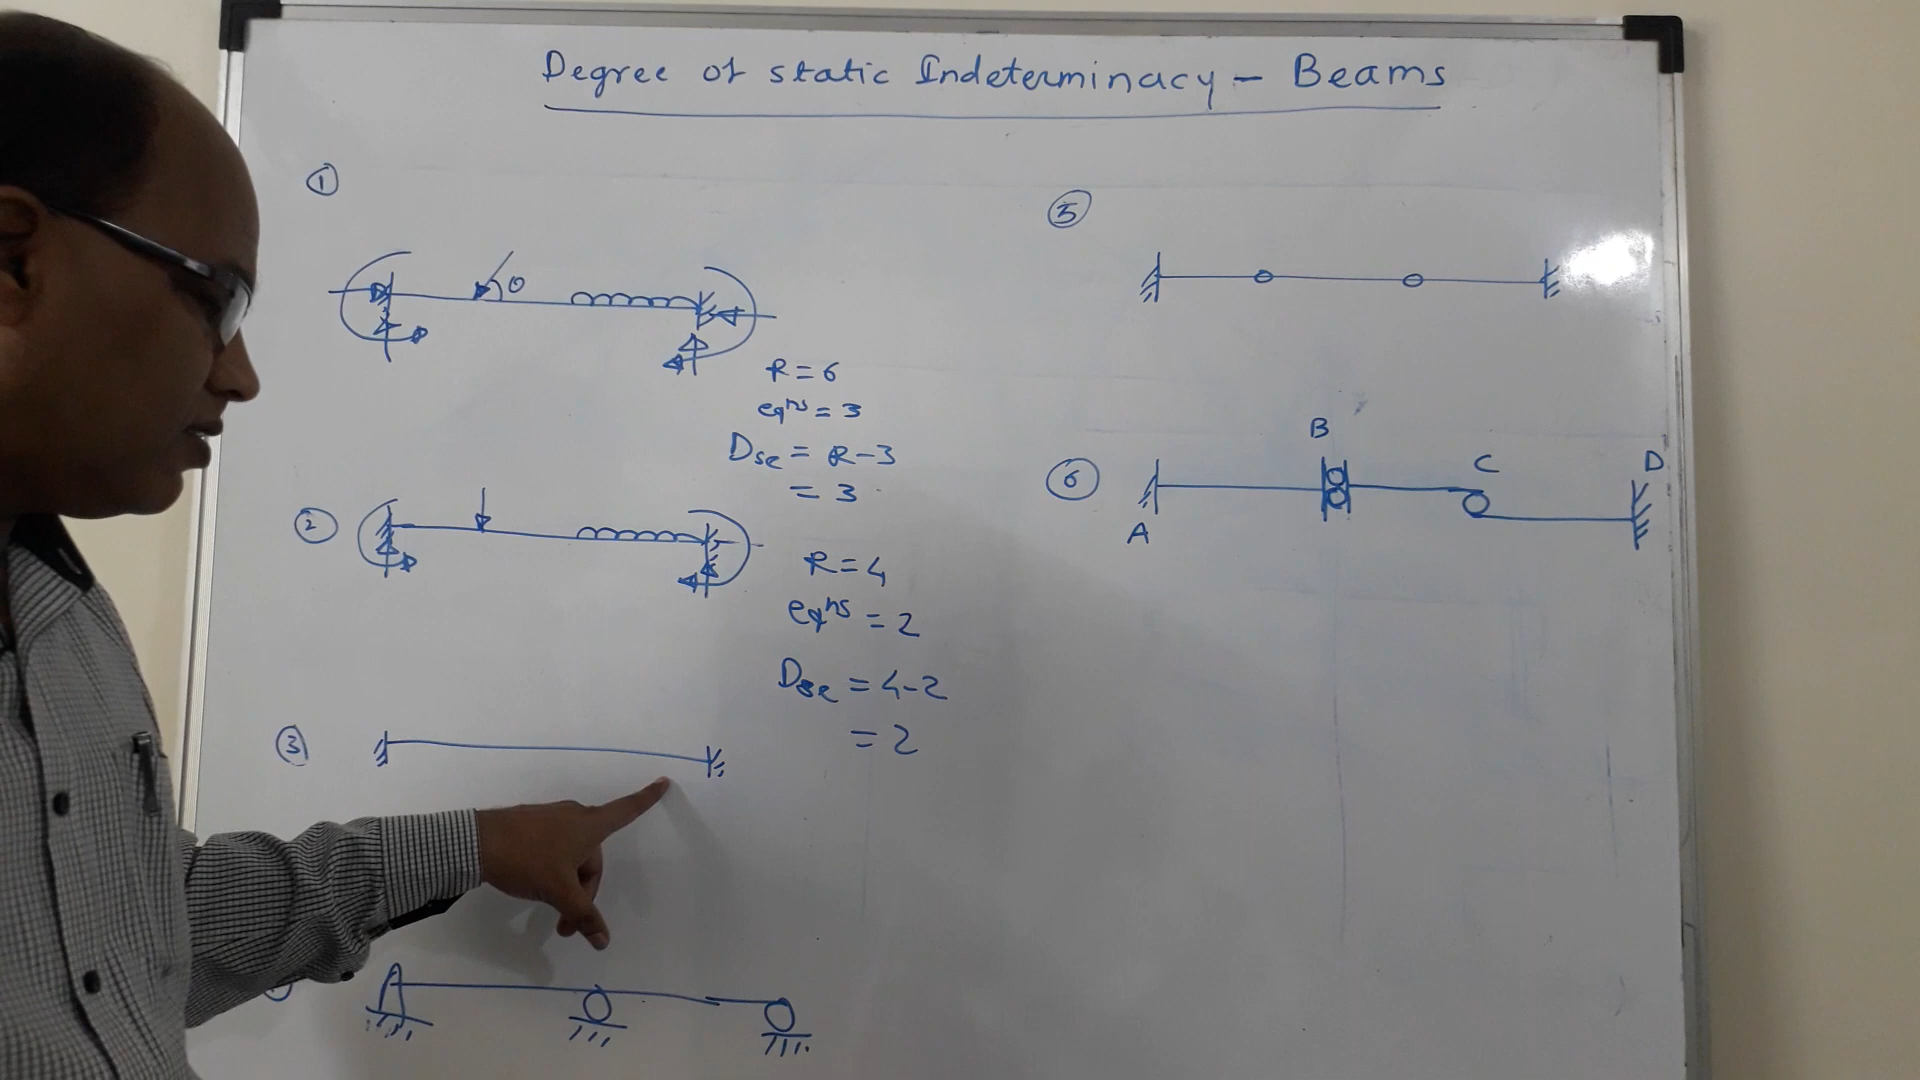 Degree of static Indeterminacy - Beams
①
θ
R = 6
eqns = 3
Dse = R-3
= 3
②
R = 4
eqns = 2
Dse = 4-2
= 2
③
⑤
⑥
A
B
C
D